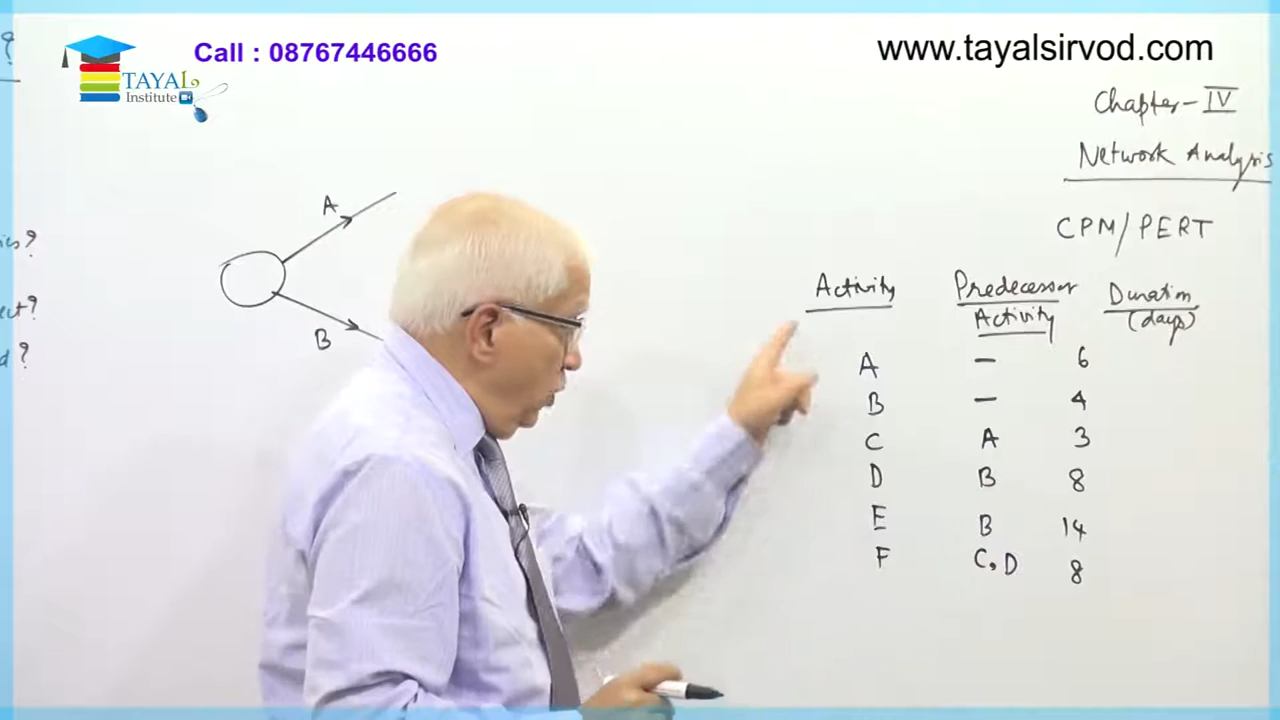 ?
TAYAL
Institute
Call : 08767446666
www.tayalsirvod.com
Chapter-IV
Network Analysis
CPM/PERT
?
?
?
A
B
Activity Predecessor Activity Duration (days)
A — 6
B — 4
C A 3
D B 8
E B 14
F C, D 8